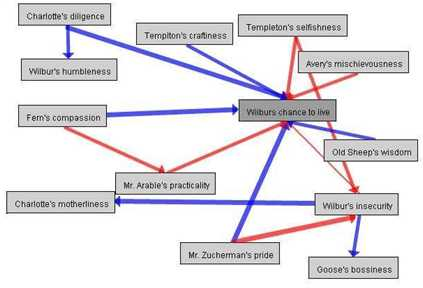 Charlotte's diligence
Templton's craftiness
Templeton's selfishness
Avery's mischievousness
Wilbur's humbleness
Wilburs chance to live
Fern's compassion
Old Sheep's wisdom
Mr. Arable's practicality
Charlotte's motherliness
Wilbur's insecurity
Mr. Zucherman's pride
Goose's bossiness